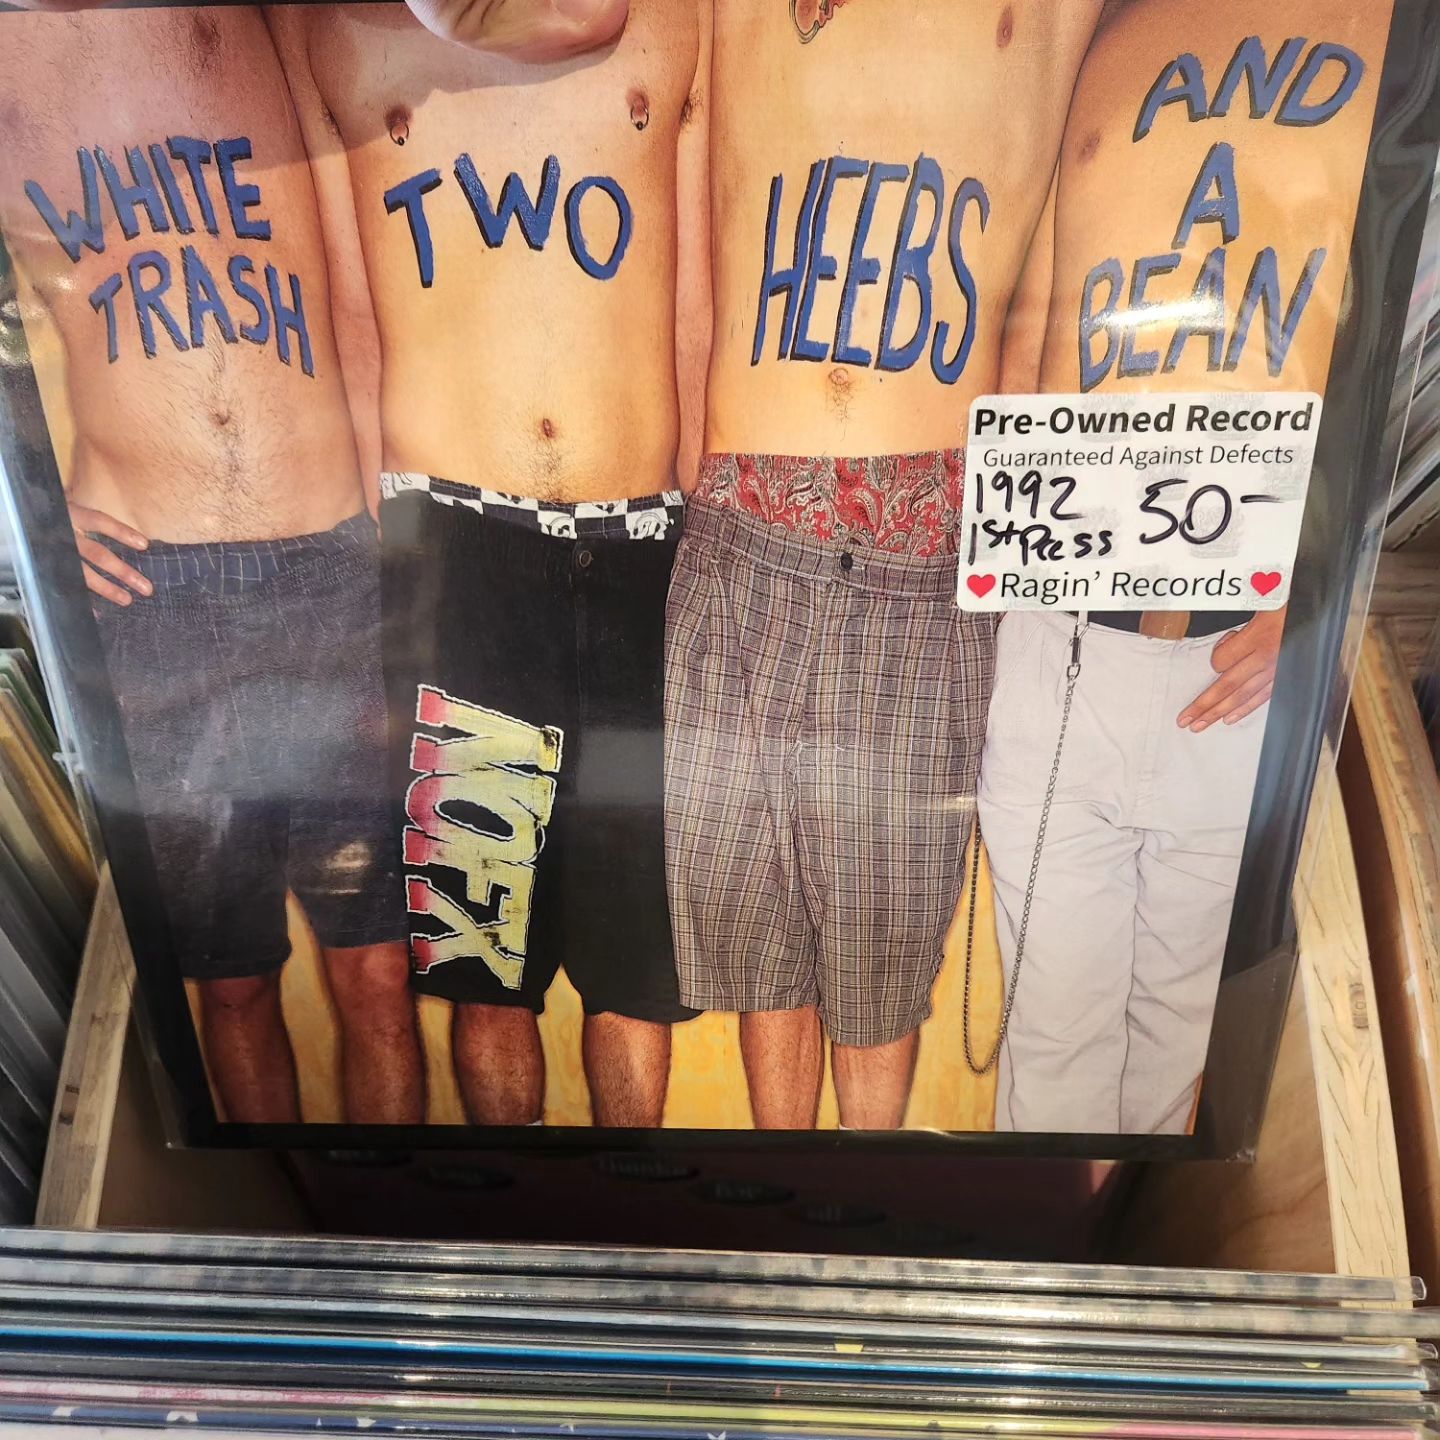 WHITE
TRASH
TWO
HEEBS
AND
A
BEAN
Pre-Owned Record
Guaranteed Against Defects
1992 50-
1st Press
❤Ragin' Records❤
NOFX